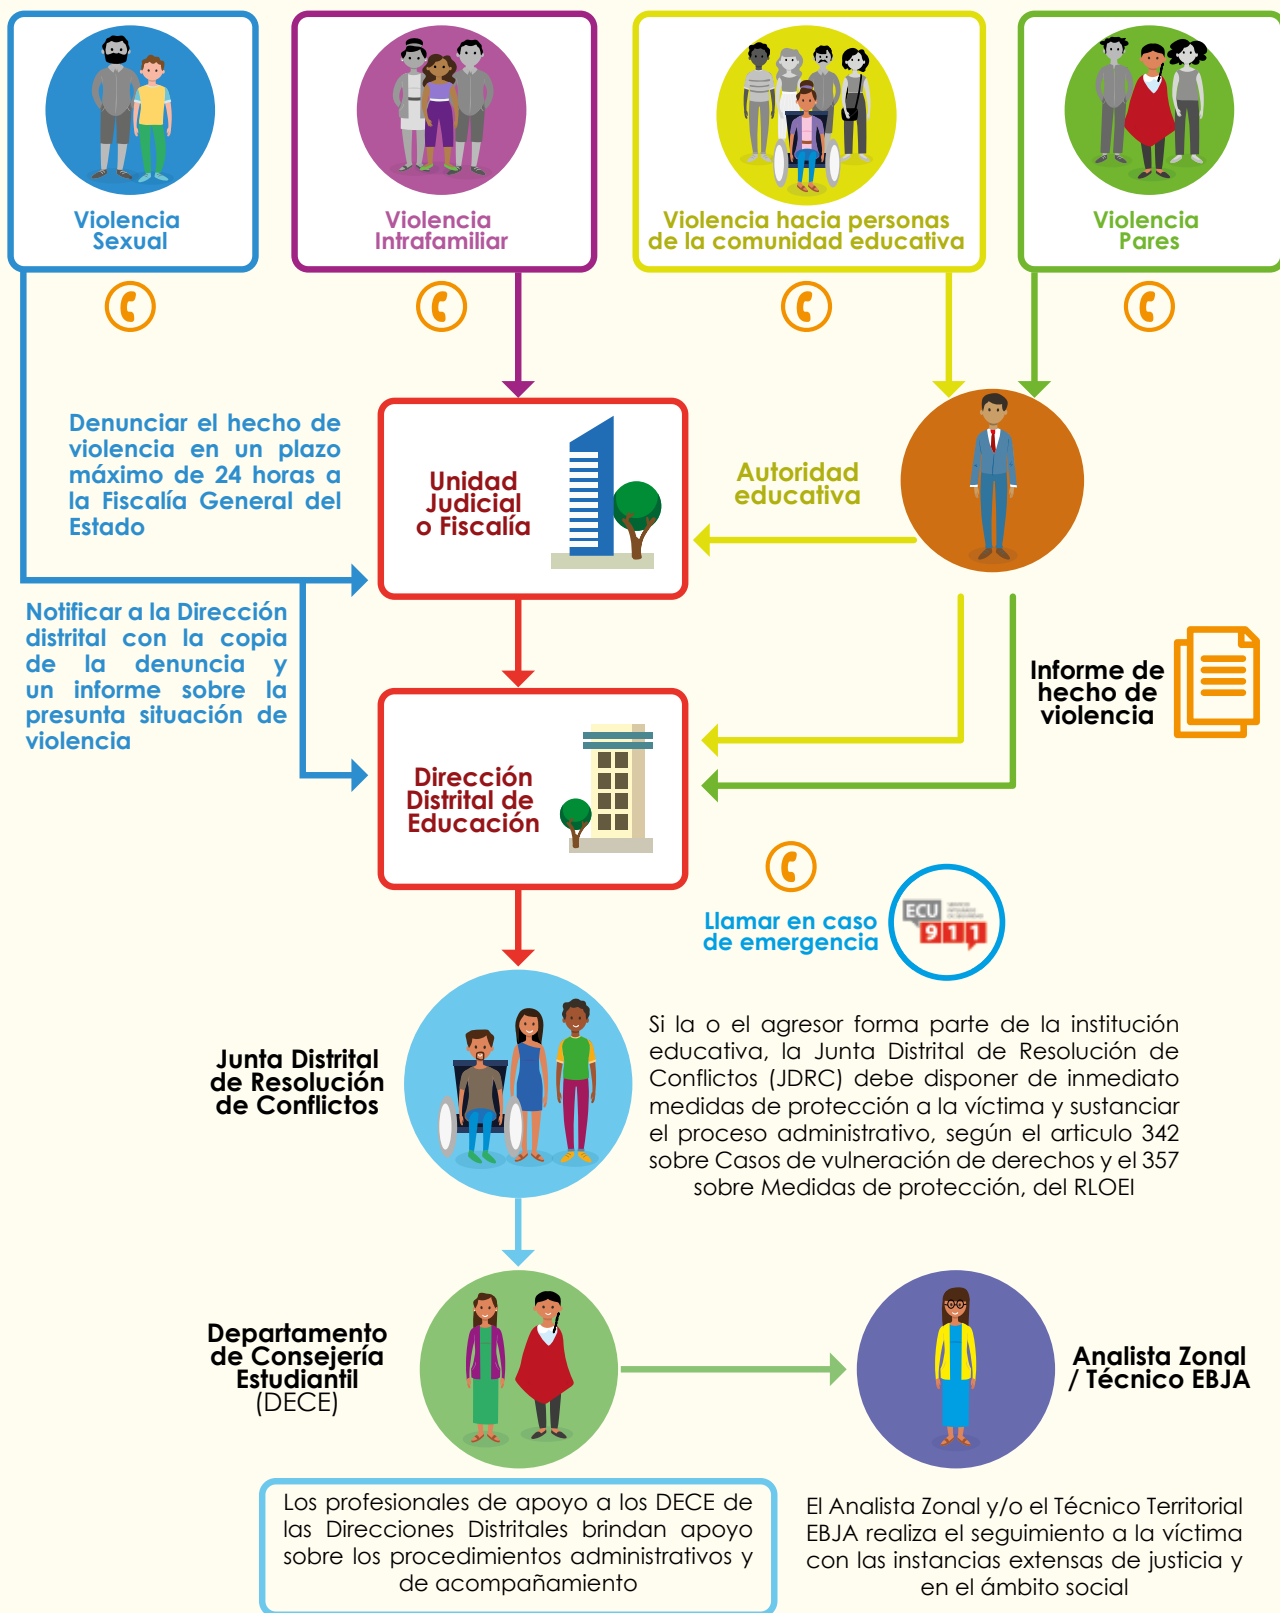 Violencia
Sexual
Violencia
Intrafamiliar
Violencia hacia personas
de la comunidad educativa
Violencia
Pares
Denunciar el hecho de
violencia en un plazo
máximo de 24 horas a
la Fiscalía General del
Estado
Unidad
Judicial
o Fiscalía
Autoridad
educativa
Notificar a la Dirección
distrital con la copia
de la denuncia y
un informe sobre la
presunta situación de
violencia
Informe de
hecho de
violencia
Dirección
Distrital de
Educación
Llamar en caso
de emergencia
ECU
911
Junta Distrital
de Resolución
de Conflictos
Si la o el agresor forma parte de la institución
educativa, la Junta Distrital de Resolución de
Conflictos (JDRC) debe disponer de inmediato
medidas de protección a la víctima y sustanciar
el proceso administrativo, según el articulo 342
sobre Casos de vulneración de derechos y el 357
sobre Medidas de protección, del RLOEI
Departamento
de Consejería
Estudiantil
(DECE)
Analista Zonal
/ Técnico EBJA
Los profesionales de apoyo a los DECE de
las Direcciones Distritales brindan apoyo
sobre los procedimientos administrativos y
de acompañamiento
El Analista Zonal y/o el Técnico Territorial
EBJA realiza el seguimiento a la víctima
con las instancias extensas de justicia y
en el ámbito social